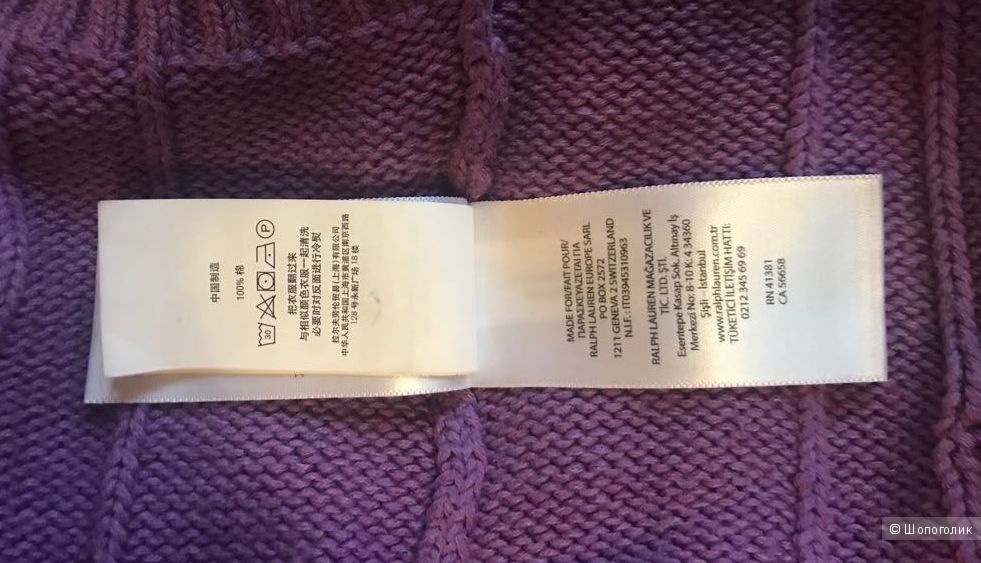 中国制造
100% 棉
30
P
把衣服翻过来
与相似颜色衣服一起清洗
必要时对反面进行冷熨
拉尔夫劳伦贸易(上海)有限公司
中华人民共和国上海市黄浦区南京西路
128 号永新广场 18 楼
MADE FOR/FAIT POUR/
ΠΑΡΑΣΚΕΥΑΖΕΤΑΙ ΓΙΑ
RALPH LAUREN EUROPE SARL
PO BOX 2572
1211 GENEVA 2 SWITZERLAND
N.I.F. : IT03945310963
RALPH LAUREN MAĞAZACILIK VE
TİC. LTD. ŞTİ.
Esentepe Kasap Sok. Altınay İş
Merkezi No: 8-10 K: 4 34360
Şişli – İstanbul
www.ralphlauren.com.tr
TÜKETİCİ İLETİŞİM HATTI:
0212 345 69 69
RN 41381
CA 56658
© Шопоголик